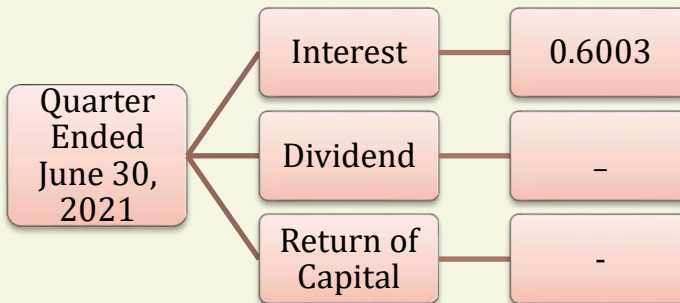 Quarter
Ended
June 30,
2021
Interest
0.6003
Dividend
–
Return of
Capital
-